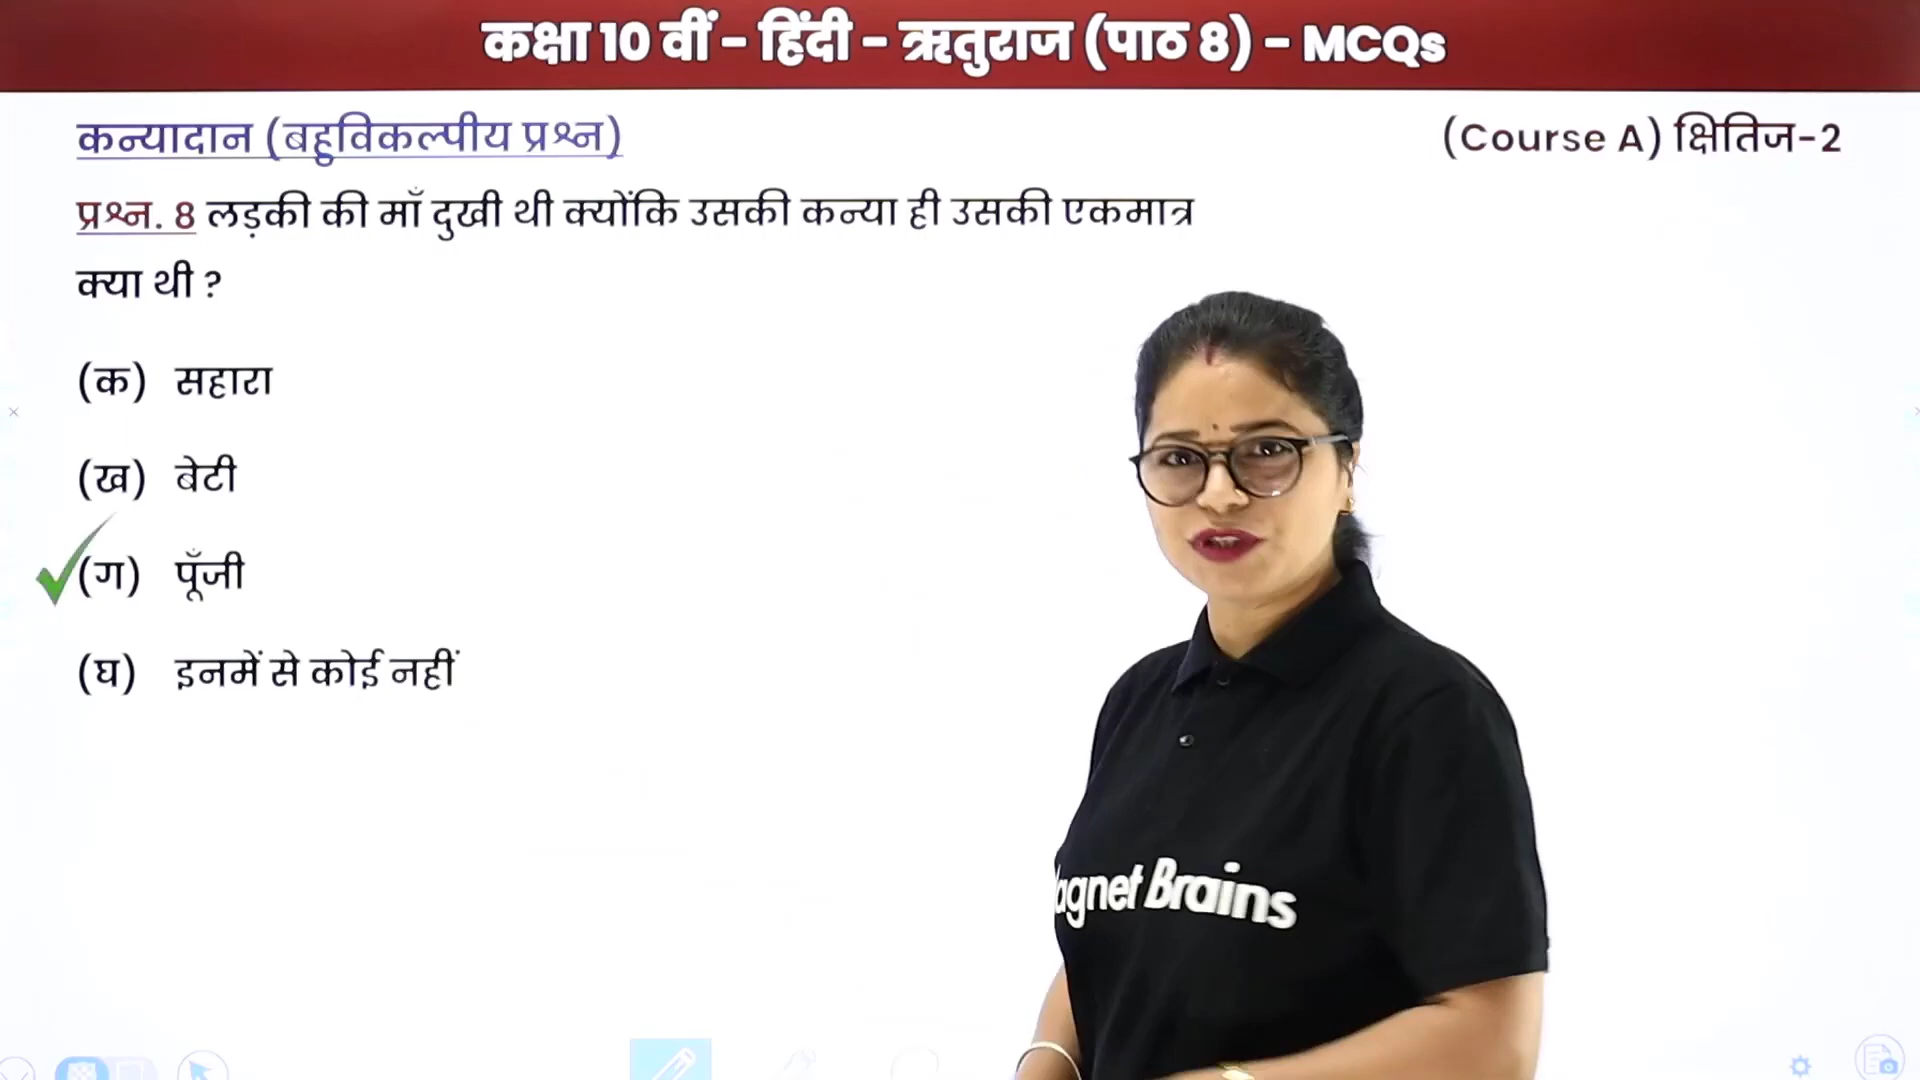 कक्षा 10 वीं - हिंदी - ऋतुराज (पाठ 8) - MCQs
कन्यादान (बहुविकल्पीय प्रश्न)
(Course A) क्षितिज-2
प्रश्न. 8 लड़की की माँ दुखी थी क्योंकि उसकी कन्या ही उसकी एकमात्र
क्या थी ?
(क) सहारा
(ख) बेटी
(ग) पूँजी
(घ) इनमें से कोई नहीं
agnet Brains